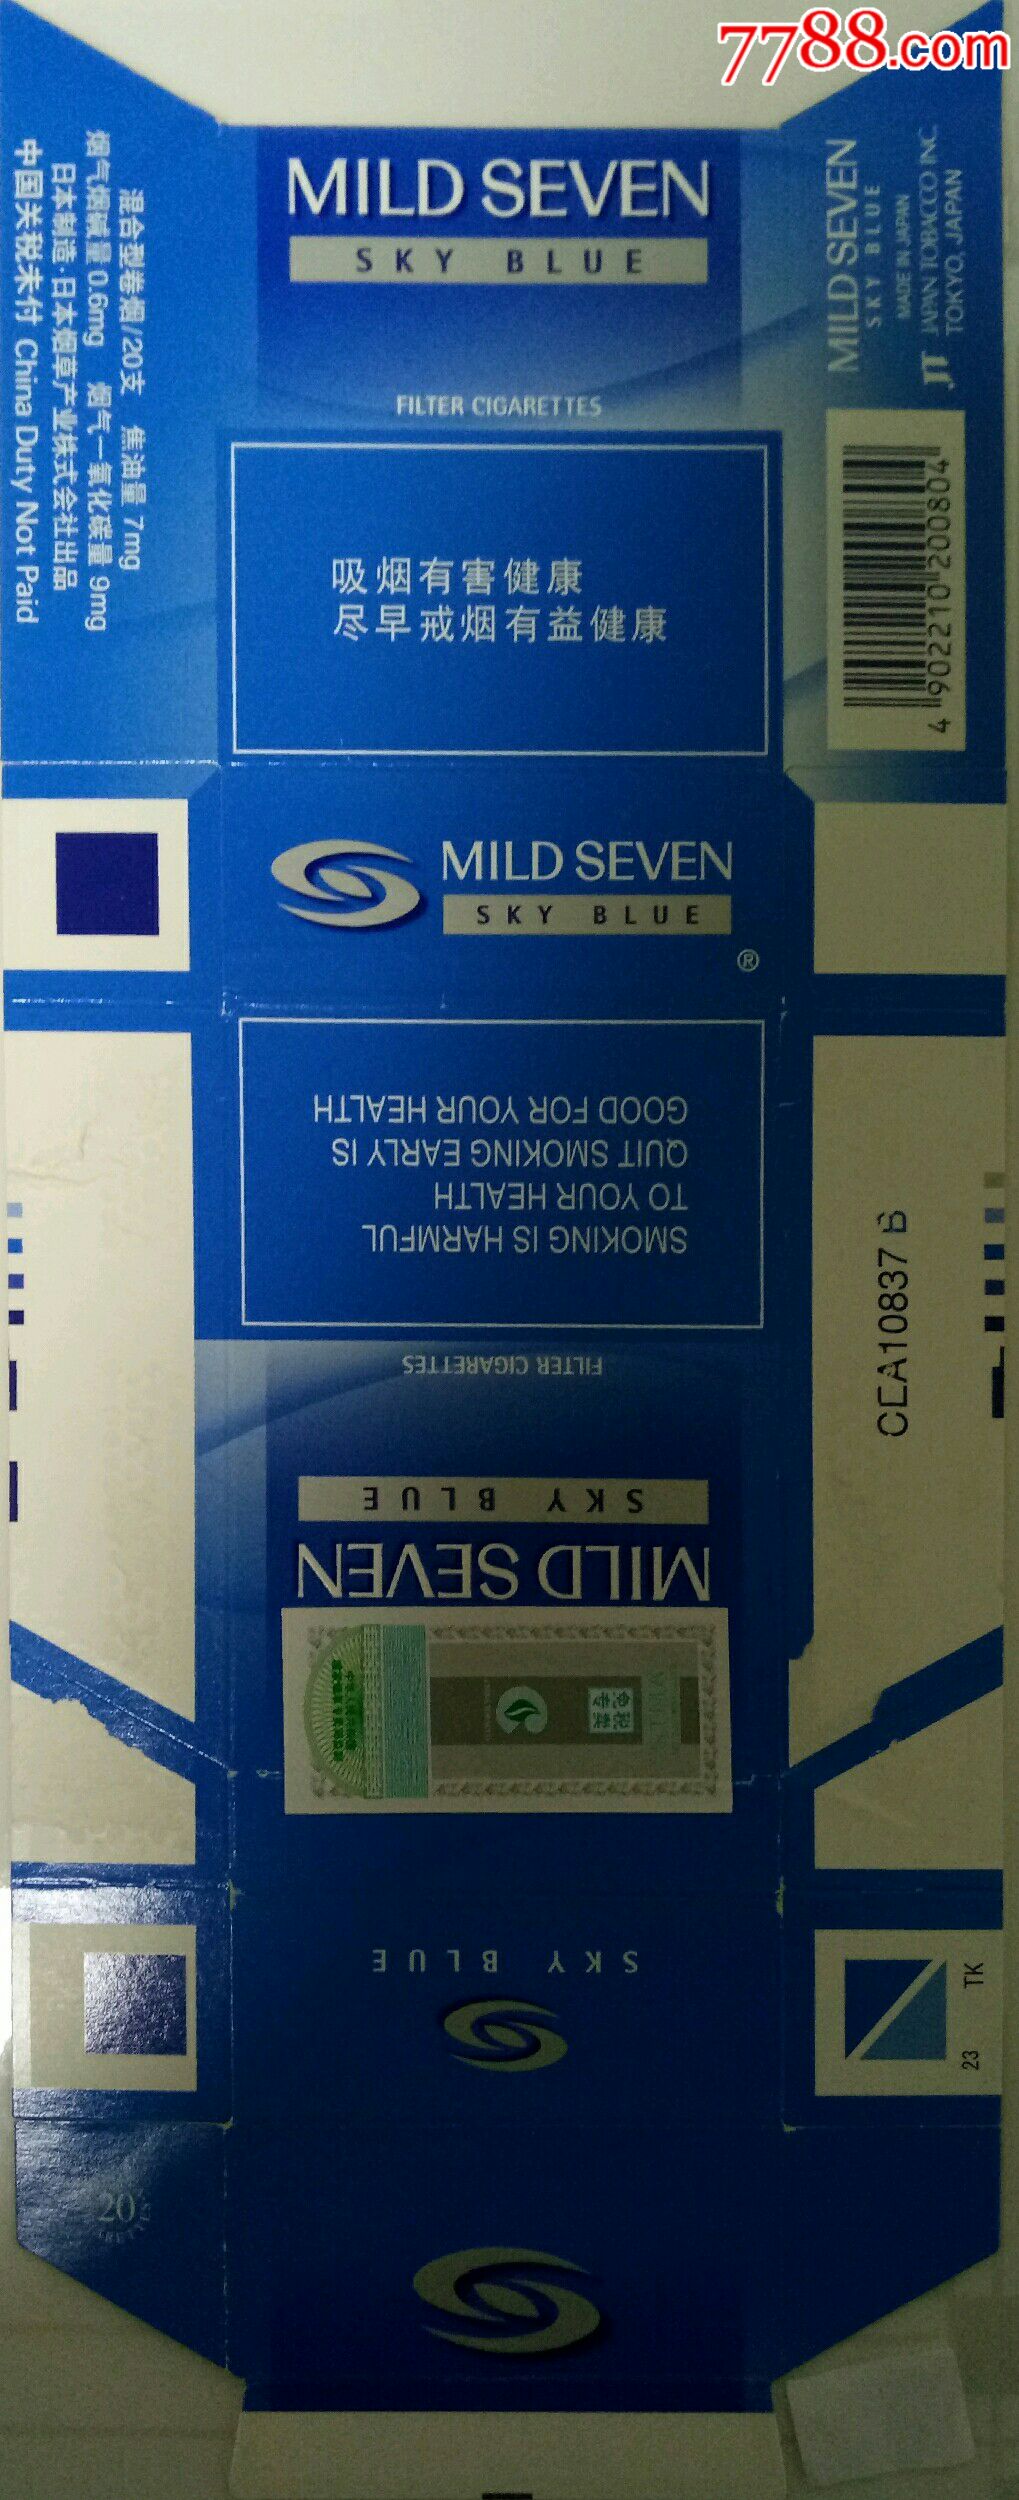 7788.com
MILD SEVEN
SKY BLUE
FILTER CIGARETTES
混合型卷烟/20支 焦油量 7mg
烟气烟碱量 0.6mg 烟气一氧化碳量 9mg
日本制造·日本烟草产业株式会社出品
中国关税未付 China Duty Not Paid
MILD SEVEN
SKY BLUE
MADE IN JAPAN
JT JAPAN TOBACCO INC.
TOKYO, JAPAN
4 902210 200804
吸烟有害健康
尽早戒烟有益健康
MILD SEVEN
SKY BLUE
®
SMOKING IS HARMFUL
TO YOUR HEALTH
QUIT SMOKING EARLY IS
GOOD FOR YOUR HEALTH
FILTER CIGARETTES
SKY BLUE
MILD SEVEN
免税
专卖
SKY BLUE
TK
23
20